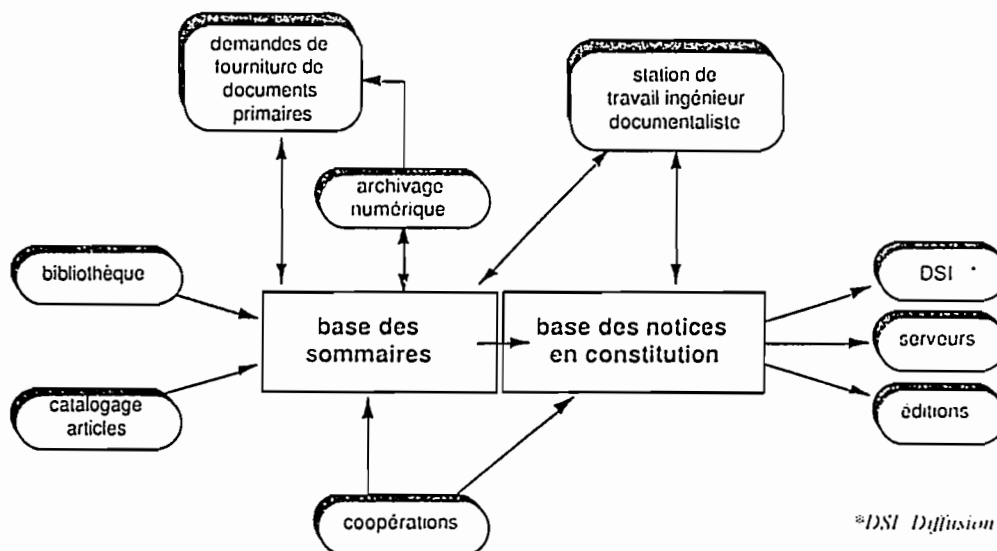 demandes de
fourniture de
documents
primaires
station de
travail ingénieur
documentaliste
archivage
numérique
bibliothèque
DSI *
base des
sommaires
base des notices
en constitution
serveurs
catalogage
articles
éditions
coopérations
*DSI Diffusion